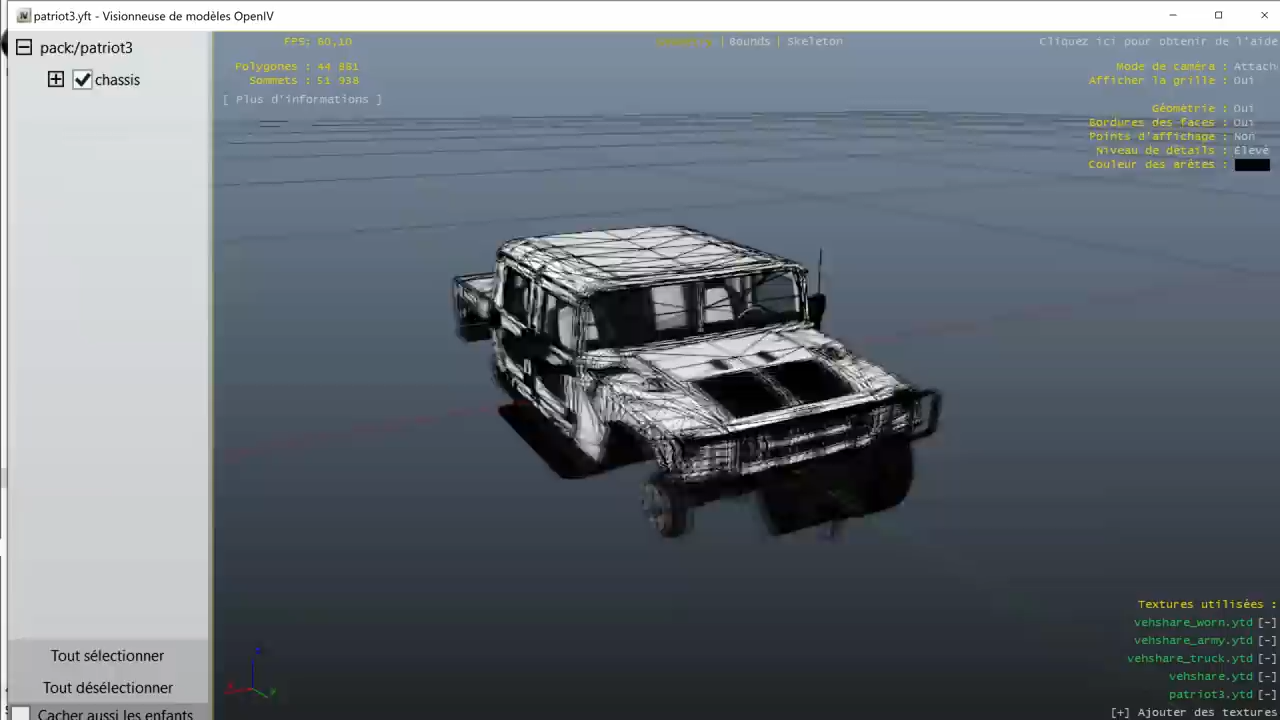 patriot3.yft - Visionneuse de modèles OpenIV
pack:/patriot3
chassis
FPS: 60,10
Polygones : 44 881
Sommets : 51 938
[ Plus d'informations ]
| Bounds | Skeleton
Cliquez ici pour obtenir de l'aide
Mode de caméra : Attach
Afficher la grille : Oui
Géométrie : Oui
Bordures des faces : Oui
Points d'affichage : Non
Niveau de détails : Élevé
Couleur des arêtes :
Textures utilisées :
vehshare_worn.ytd [-]
vehshare_army.ytd [-]
vehshare_truck.ytd [-]
vehshare.ytd [-]
patriot3.ytd [-]
[+] Ajouter des textures
Tout sélectionner
Tout désélectionner
Cacher aussi les enfants